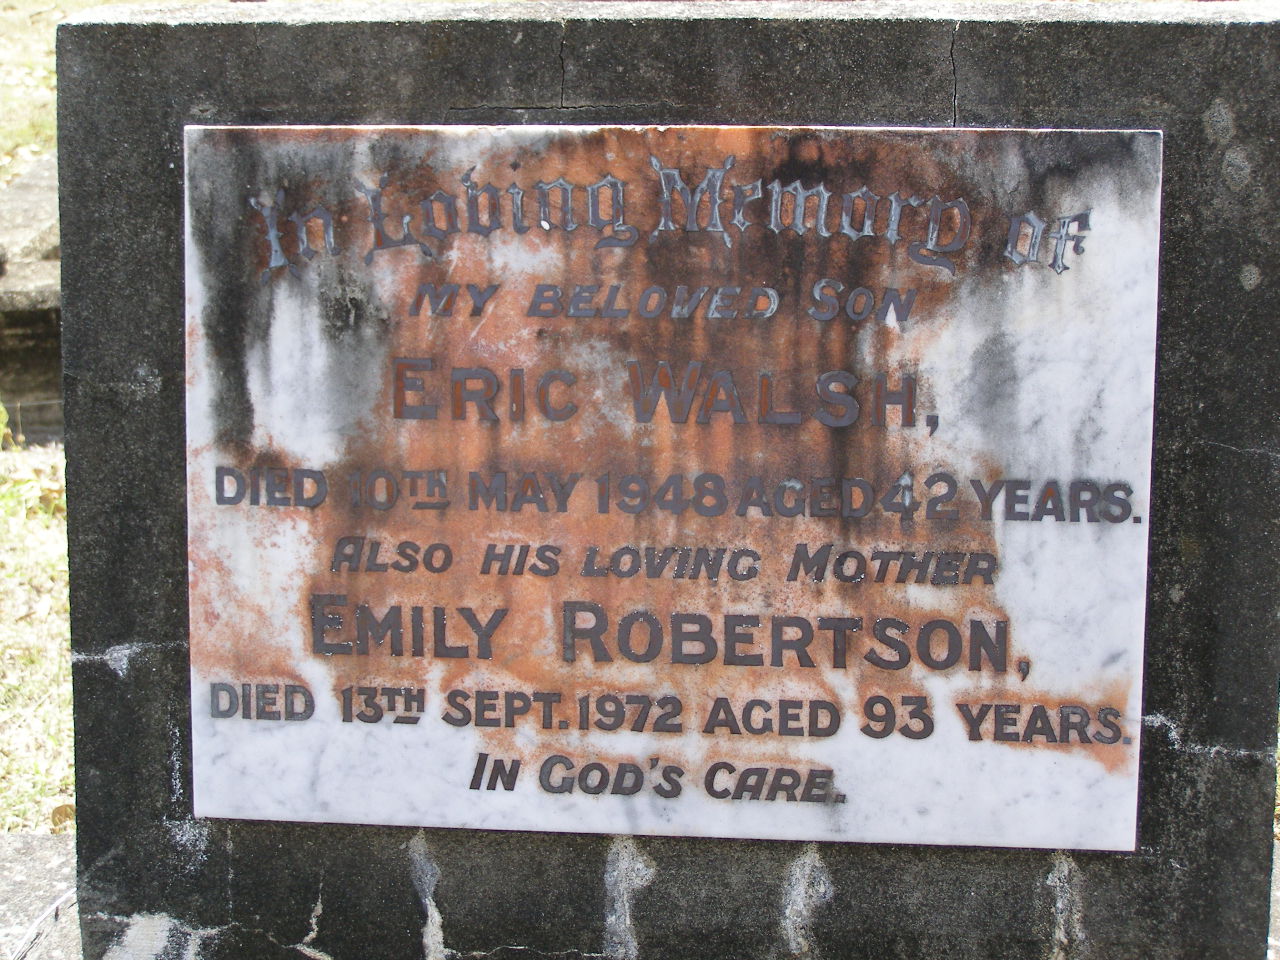 In Loving Memory of
MY BELOVED SON
ERIC WALSH,
DIED 10TH MAY 1948 AGED 42 YEARS.
ALSO HIS LOVING MOTHER
EMILY ROBERTSON,
DIED 13TH SEPT. 1972 AGED 93 YEARS.
IN GOD'S CARE.